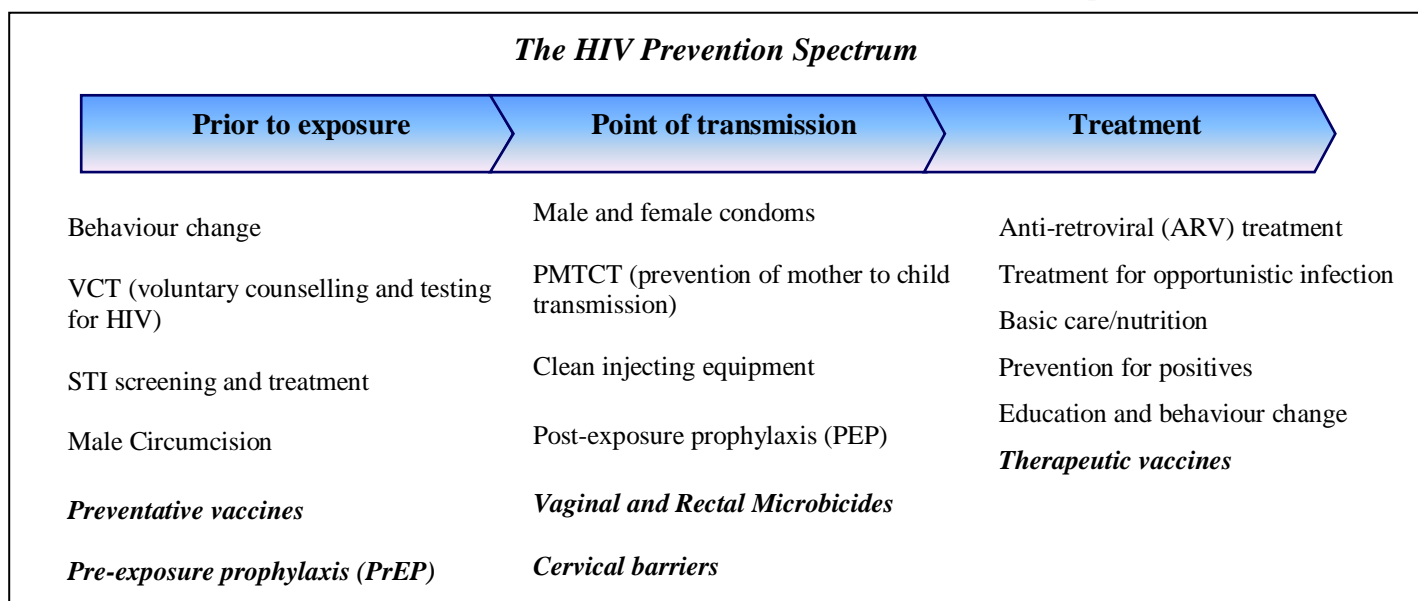 The HIV Prevention Spectrum
Prior to exposure
Point of transmission
Treatment
Behaviour change
VCT (voluntary counselling and testing
for HIV)
STI screening and treatment
Male Circumcision
Preventative vaccines
Pre-exposure prophylaxis (PrEP)
Male and female condoms
PMTCT (prevention of mother to child
transmission)
Clean injecting equipment
Post-exposure prophylaxis (PEP)
Vaginal and Rectal Microbicides
Cervical barriers
Anti-retroviral (ARV) treatment
Treatment for opportunistic infection
Basic care/nutrition
Prevention for positives
Education and behaviour change
Therapeutic vaccines